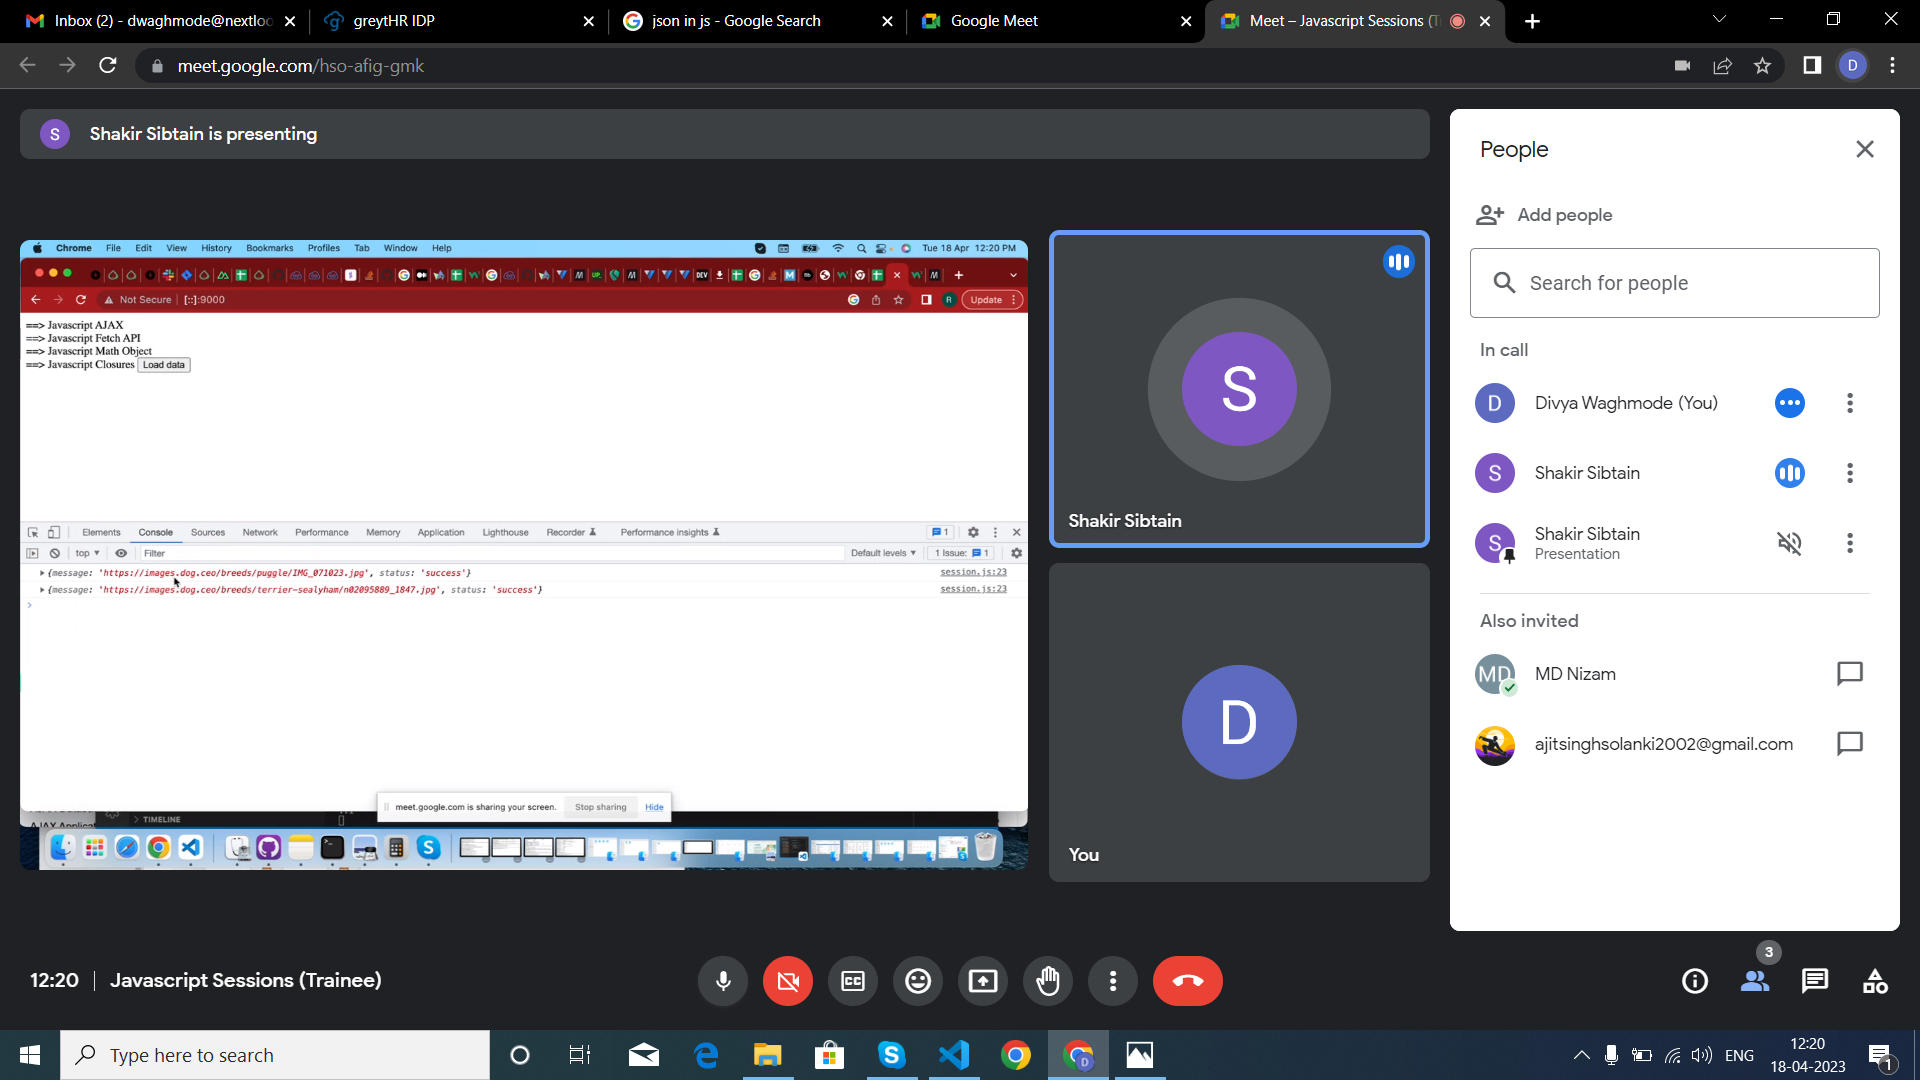 Inbox (2) - dwaghmode@nextloo
greytHR IDP
json in js - Google Search
Google Meet
Meet – Javascript Sessions (T
meet.google.com/hso-afig-gmk
D
S
Shakir Sibtain is presenting
Chrome File Edit View History Bookmarks Profiles Tab Window Help
Tue 18 Apr 12:20 PM
Not Secure | [::]:9000
Update
==> Javascript AJAX
==> Javascript Fetch API
==> Javascript Math Object
==> Javascript Closures Load data
Elements Console Sources Network Performance Memory Application Lighthouse Recorder Performance insights 1
top Filter Default levels 1 Issue: 1
{message: 'https://images.dog.ceo/breeds/puggle/IMG_071023.jpg', status: 'success'} session.js:23
{message: 'https://images.dog.ceo/breeds/terrier-sealyham/n02095889_1847.jpg', status: 'success'} session.js:23
meet.google.com is sharing your screen. Stop sharing Hide
TIMELINE
S
Shakir Sibtain
D
You
People
Add people
Search for people
In call
D Divya Waghmode (You)
S Shakir Sibtain
S Shakir Sibtain
Presentation
Also invited
MD MD Nizam
ajitsinghsolanki2002@gmail.com
12:20 | Javascript Sessions (Trainee)
3
Type here to search
ENG
12:20
18-04-2023
1